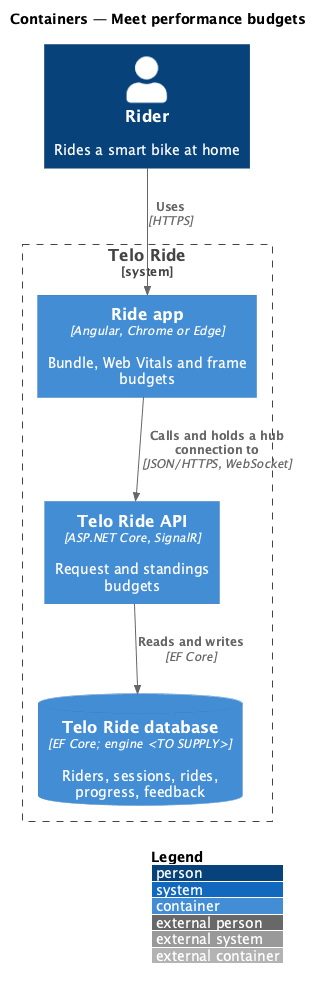 Containers — Meet performance budgets
Rider
Rides a smart bike at home
Uses
[HTTPS]
Telo Ride
[system]
Ride app
[Angular, Chrome or Edge]
Bundle, Web Vitals and frame
budgets
Calls and holds a hub
connection to
[JSON/HTTPS, WebSocket]
Telo Ride API
[ASP.NET Core, SignalR]
Request and standings
budgets
Reads and writes
[EF Core]
Telo Ride database
[EF Core; engine <TO SUPPLY>]
Riders, sessions, rides,
progress, feedback
Legend
person
system
container
external person
external system
external container